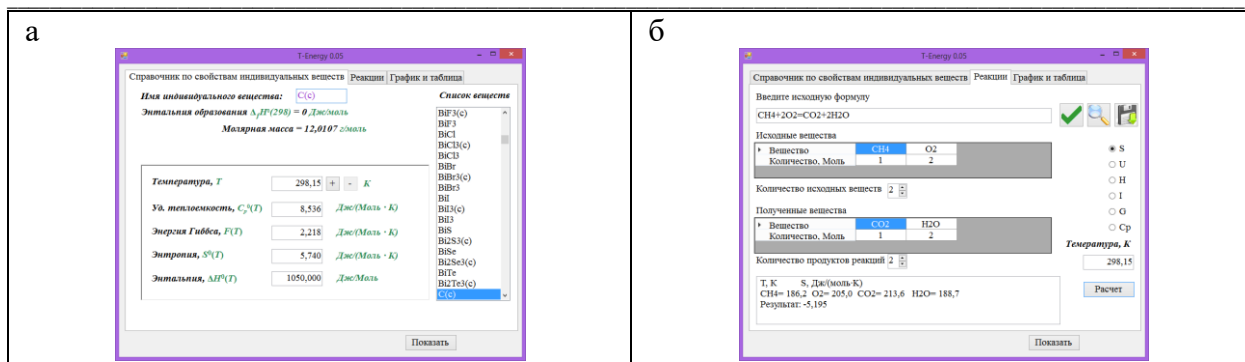 а
T-Energy 0.05
Справочник по свойствам индивидуальных веществ Реакции График и таблица
Имя индивидуального вещества: C(c)
Список веществ
Энтальпия образования ΔfH°(298) = 0 Дж/моль
Молярная масса = 12,0107 г/моль
Температура, T 298,15 + - K
Уд. теплоемкость, Cp⁰(T) 8,536 Дж/(Моль · К)
Энергия Гиббса, F(T) 2,218 Дж/(Моль · К)
Энтропия, S⁰(T) 5,740 Дж/(Моль · К)
Энтальпия, ΔH⁰(T) 1050,000 Дж/Моль
BiF3(c)
BiF3
BiCl
BiCl3(c)
BiCl3
BiBr
BiBr3(c)
BiBr3
BiI
BiI3(c)
BiI3
BiS
Bi2S3(c)
BiSe
Bi2Se3(c)
BiTe
Bi2Te3(c)
C(c)
Показать
б
T-Energy 0.05
Справочник по свойствам индивидуальных веществ Реакции График и таблица
Введите исходную формулу
CH4+2O2=CO2+2H2O
Исходные вещества
Вещество CH4 O2
Количество, Моль 1 2
Количество исходных веществ 2
Полученные вещества
Вещество CO2 H2O
Количество, Моль 1 2
Количество продуктов реакций 2
S
U
H
I
G
Cp
Температура, К
298,15
Расчет
T, K S, Дж/(моль·К)
CH4= 186,2 O2= 205,0 CO2= 213,6 H2O= 188,7
Результат: -5,195
Показать